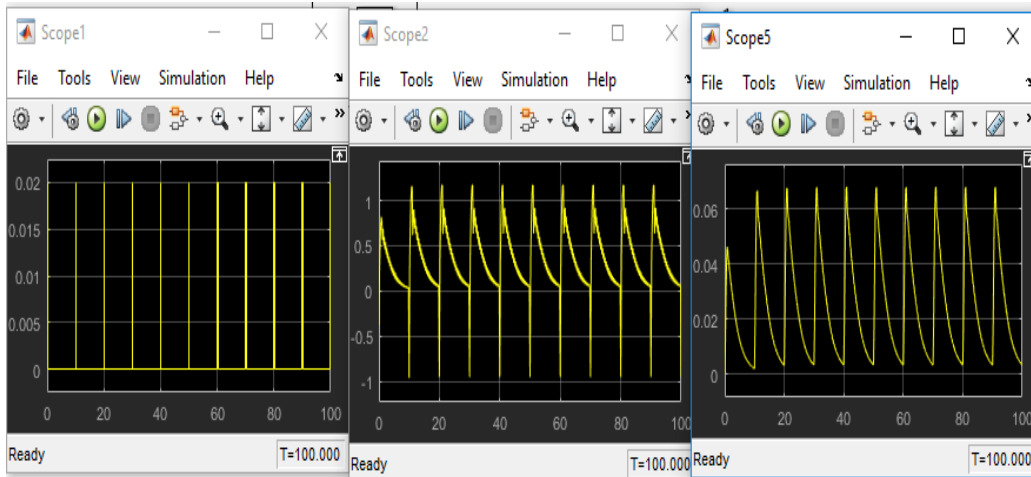 Scope1
File Tools View Simulation Help
0.02
0.015
0.01
0.005
0
0 20 40 60 80 100
Ready T=100.000
Scope2
File Tools View Simulation Help
1
0.5
0
-0.5
-1
0 20 40 60 80 100
Ready T=100.000
Scope5
File Tools View Simulation Help
0.06
0.04
0.02
0
0 20 40 60 80 100
Ready T=100.000